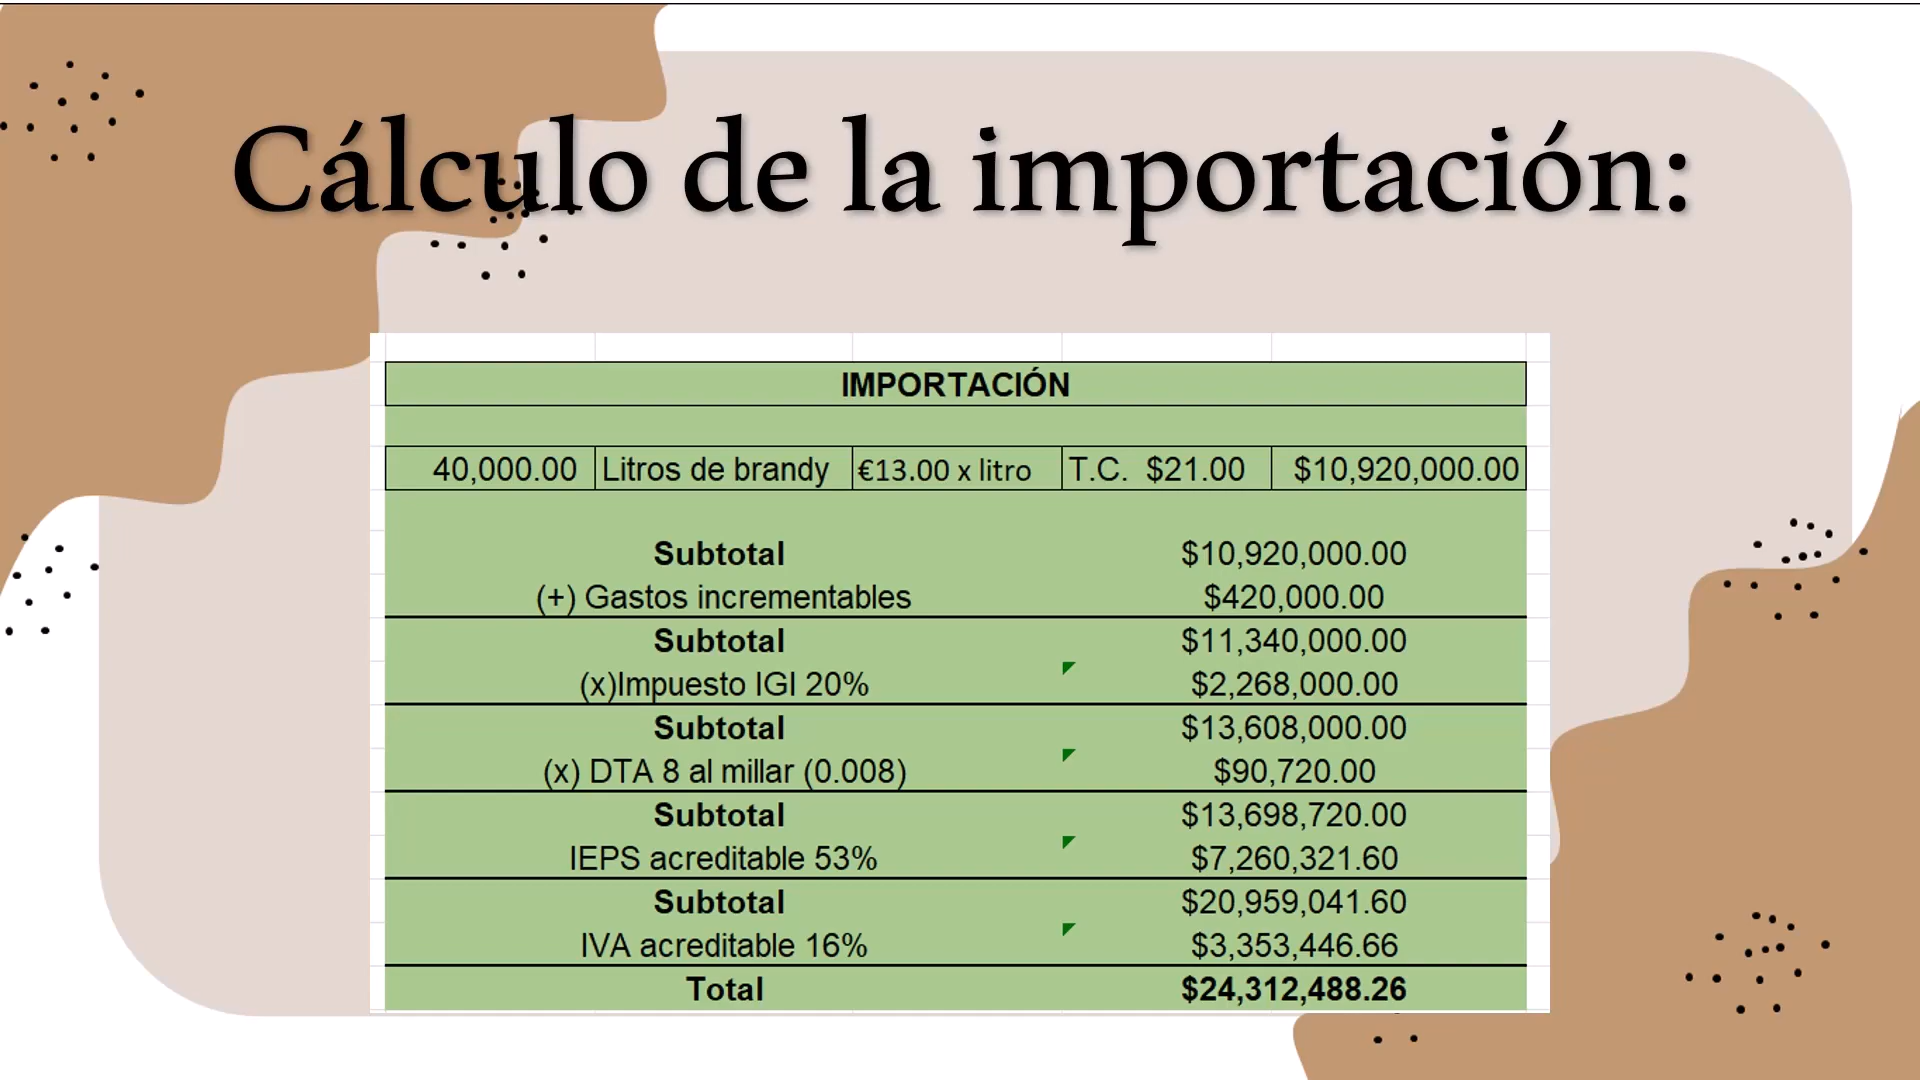 Cálculo de la importación:
IMPORTACIÓN
40,000.00 Litros de brandy €13.00 x litro T.C. $21.00 $10,920,000.00
Subtotal $10,920,000.00
(+) Gastos incrementables $420,000.00
Subtotal $11,340,000.00
(x)Impuesto IGI 20% $2,268,000.00
Subtotal $13,608,000.00
(x) DTA 8 al millar (0.008) $90,720.00
Subtotal $13,698,720.00
IEPS acreditable 53% $7,260,321.60
Subtotal $20,959,041.60
IVA acreditable 16% $3,353,446.66
Total $24,312,488.26